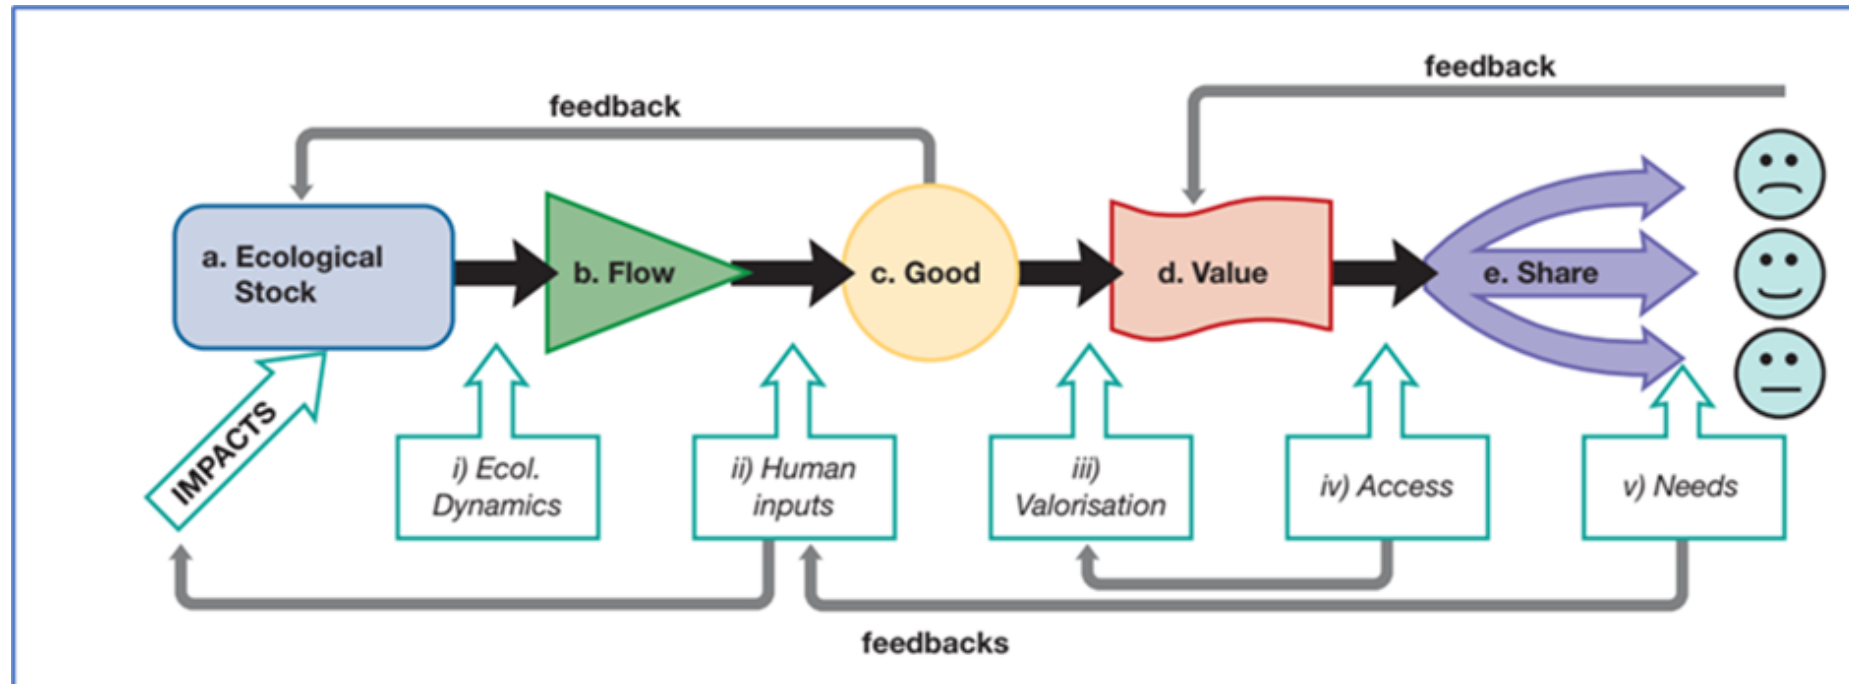 feedback
feedback
a. Ecological
Stock
b. Flow
c. Good
d. Value
e. Share
IMPACTS
i) Ecol.
Dynamics
ii) Human
inputs
iii)
Valorisation
iv) Access
v) Needs
feedbacks